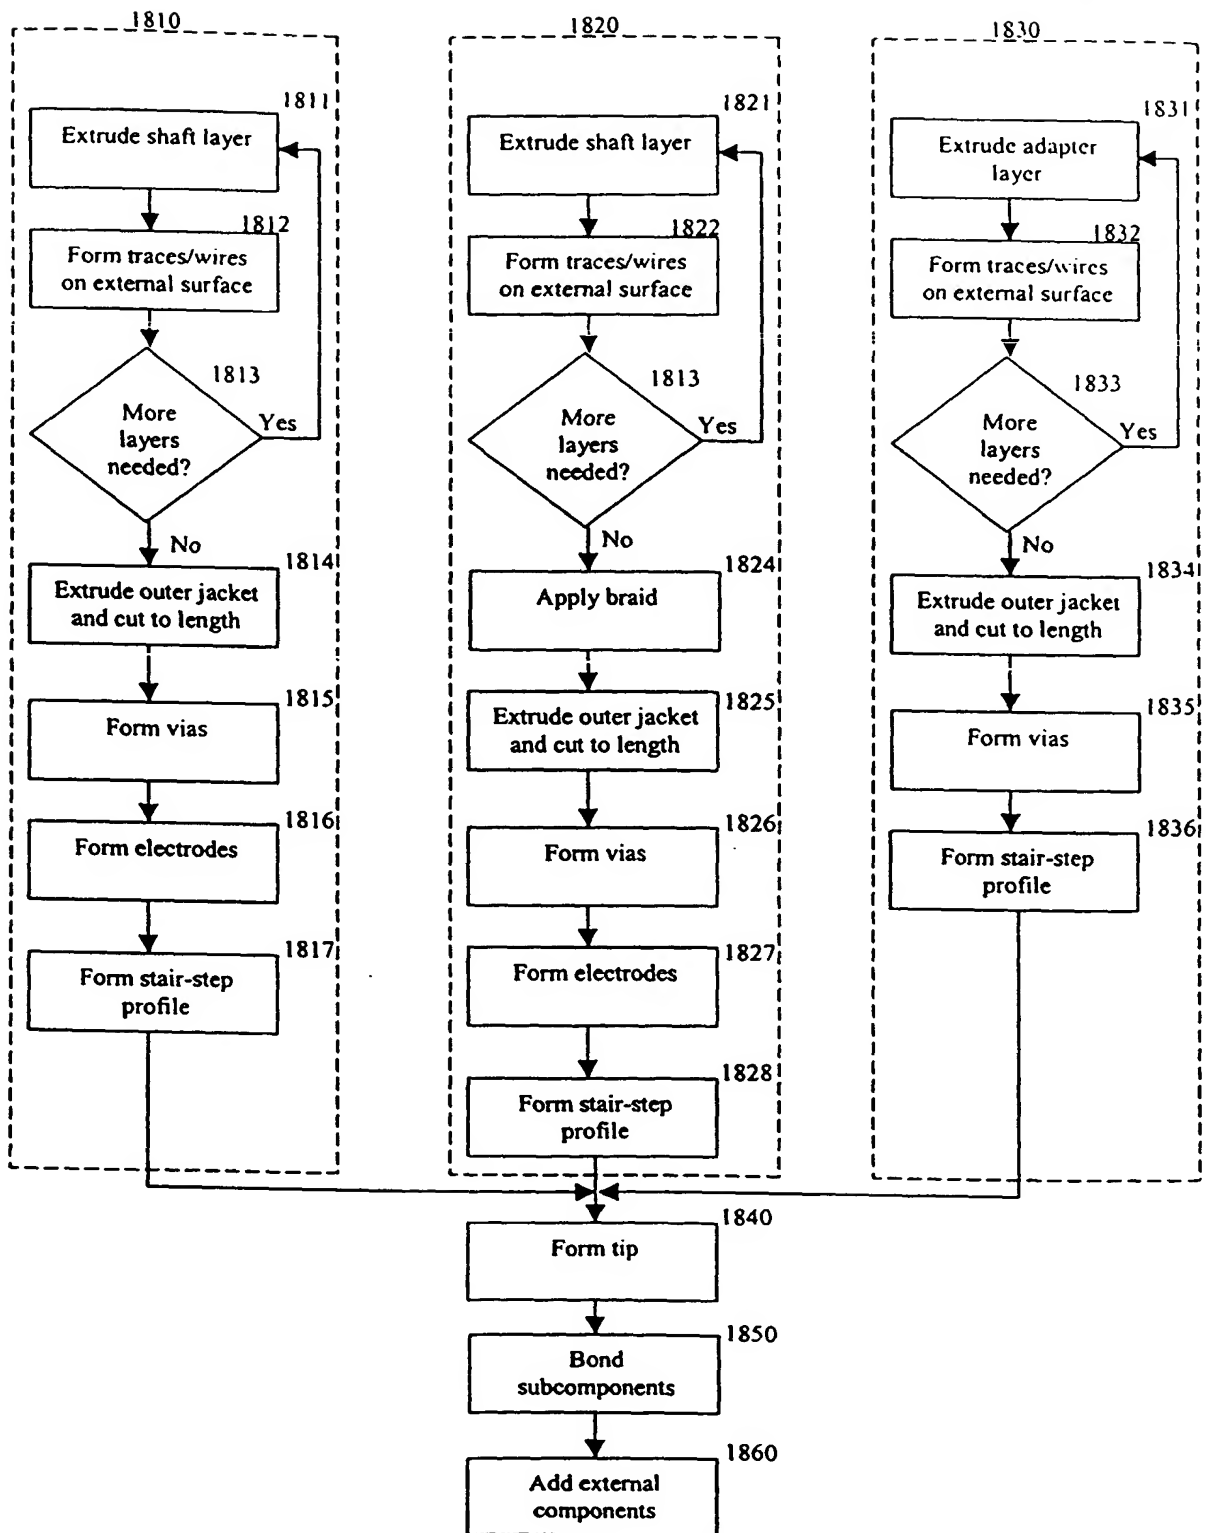 1810
1811
Extrude shaft layer
1812
Form traces/wires
on external surface
1813
More
layers
needed?
Yes
No
1814
Extrude outer jacket
and cut to length
1815
Form vias
1816
Form electrodes
1817
Form stair-step
profile
1820
1821
Extrude shaft layer
1822
Form traces/wires
on external surface
1813
More
layers
needed?
Yes
No
1824
Apply braid
1825
Extrude outer jacket
and cut to length
1826
Form vias
1827
Form electrodes
1828
Form stair-step
profile
1830
1831
Extrude adapter
layer
1832
Form traces/wires
on external surface
1833
More
layers
needed?
Yes
No
1834
Extrude outer jacket
and cut to length
1835
Form vias
1836
Form stair-step
profile
1840
Form tip
1850
Bond
subcomponents
1860
Add external
components